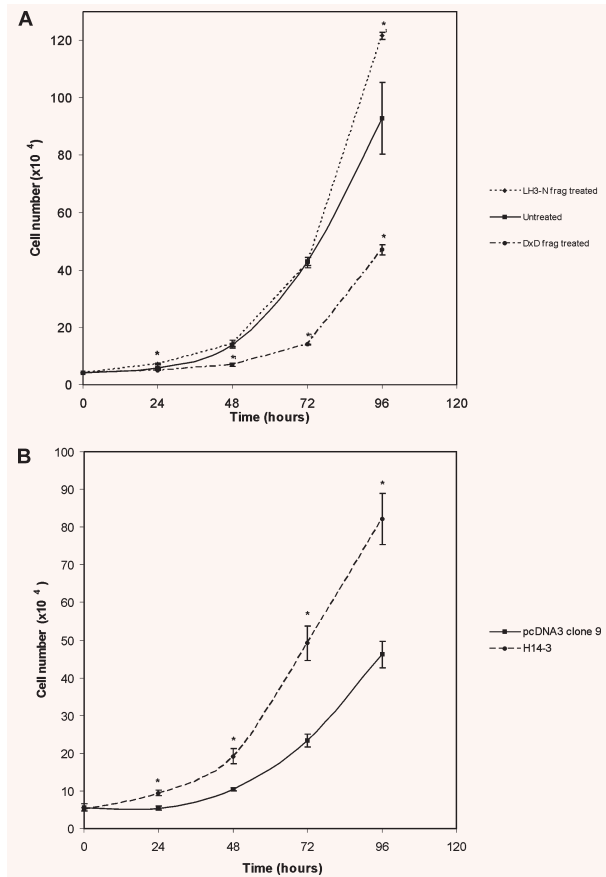 A
Cell number (x10 4)
120
100
80
60
40
20
0
* * * * * *
0 24 48 72 96 120
Time (hours)
LH3-N frag treated
Untreated
DxD frag treated
B
Cell number (x10 4)
100
90
80
70
60
50
40
30
20
10
0
* * * *
0 24 48 72 96 120
Time (hours)
pcDNA3 clone 9
H14-3